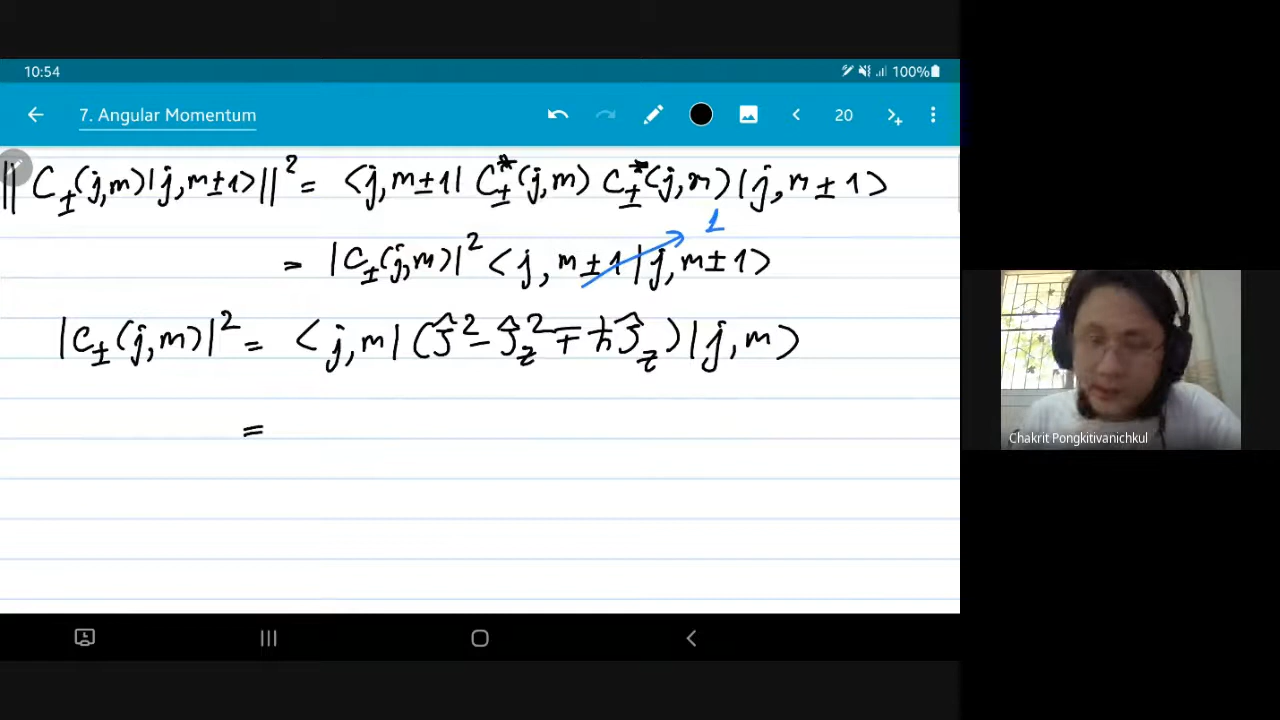 10:54 100%
7. Angular Momentum 20
||C±(j,m)|j,m±1>||² = <j,m±1| C±*(j,m) C±*(j,m)|j,m±1>
= |C±(j,m)|² <j,m±1|j,m±1> 1
|C±(j,m)|² = <j,m|(Ĵ²-Ĵz²∓ħĴz)|j,m>
=
Chakrit Pongkitivanichkul